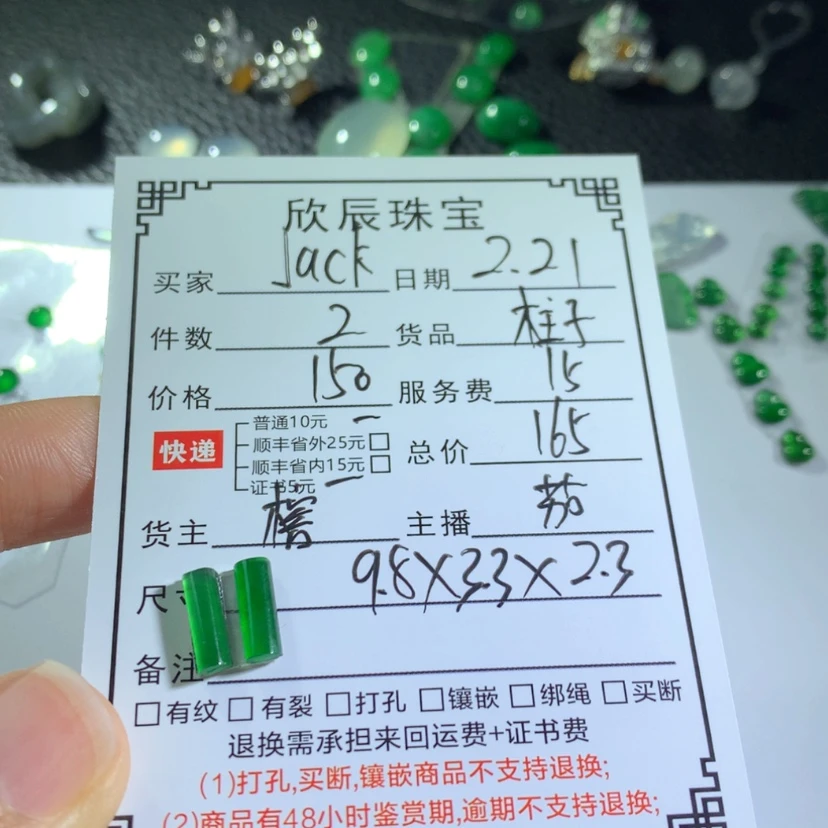 欣辰珠宝
买家 Jack 日期 2.21
件数 2 货品 柱子
价格 150 服务费 15
快递 普通10元
顺丰省外25元
顺丰省内15元
证书5元
总价 165
货主 主播 茄
尺寸 9.8X3.3X2.3
备注
有纹 有裂 打孔 镶嵌 绑绳 买断
退换需承担来回运费+证书费
(1)打孔,买断,镶嵌商品不支持退换;
(2)商品有48小时鉴赏期,逾期不支持退换;